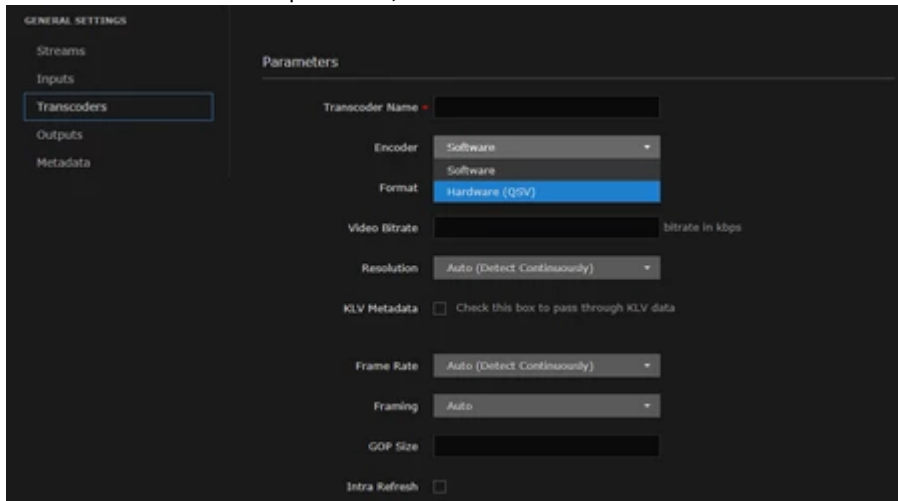 GENERAL SETTINGS
Streams
Inputs
Transcoders
Outputs
Metadata
Parameters
Transcoder Name *
Encoder Software
Software
Hardware (QSV)
Format
Video Bitrate bitrate in kbps
Resolution Auto (Detect Continuously)
KLV Metadata Check this box to pass through KLV data
Frame Rate Auto (Detect Continuously)
Framing Auto
GOP Size
Intra Refresh